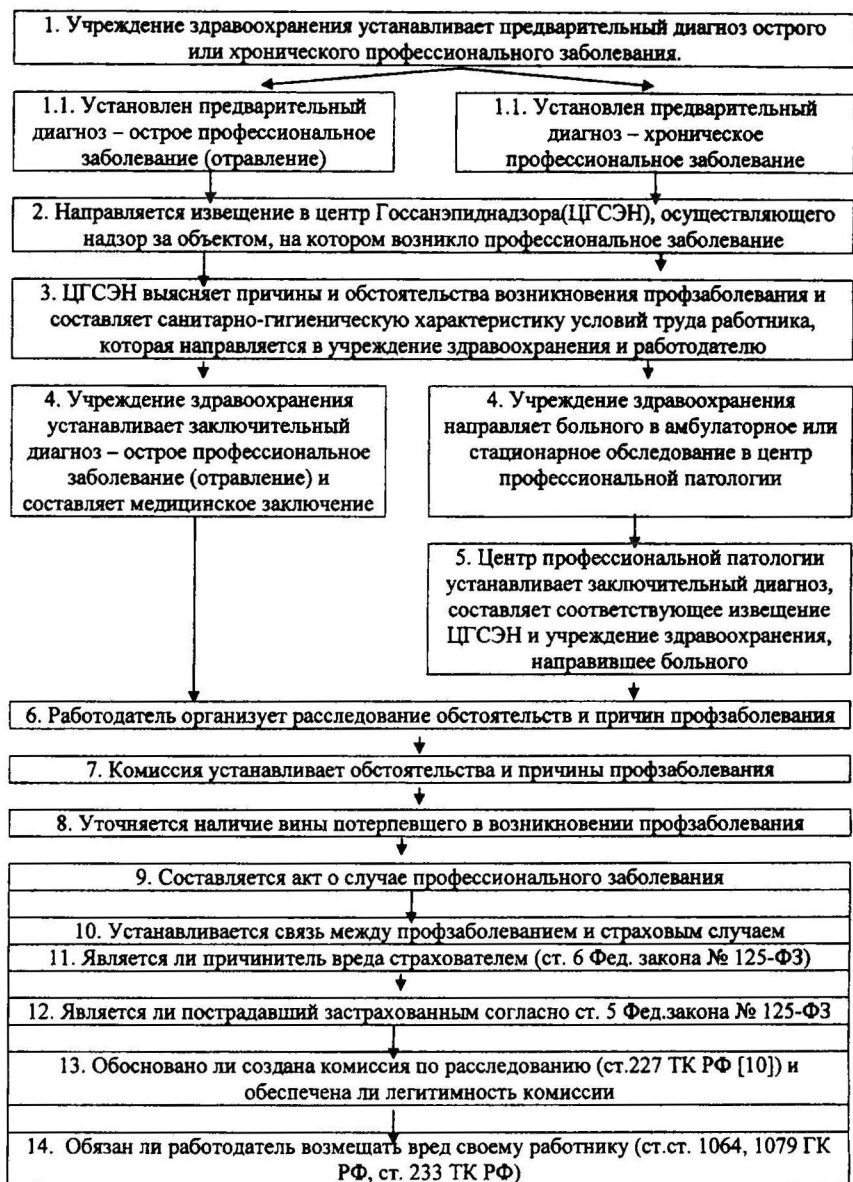 1. Учреждение здравоохранения устанавливает предварительный диагноз острого
или хронического профессионального заболевания.
1.1. Установлен предварительный
диагноз – острое профессиональное
заболевание (отравление)
1.1. Установлен предварительный
диагноз – хроническое
профессиональное заболевание
2. Направляется извещение в центр Госсанэпиднадзора(ЦГСЭН), осуществляющего
надзор за объектом, на котором возникло профессиональное заболевание
3. ЦГСЭН выясняет причины и обстоятельства возникновения профзаболевания и
составляет санитарно-гигиеническую характеристику условий труда работника,
которая направляется в учреждение здравоохранения и работодателю
4. Учреждение здравоохранения
устанавливает заключительный
диагноз – острое профессиональное
заболевание (отравление) и
составляет медицинское заключение
4. Учреждение здравоохранения
направляет больного в амбулаторное или
стационарное обследование в центр
профессиональной патологии
5. Центр профессиональной патологии
устанавливает заключительный диагноз,
составляет соответствующее извещение
ЦГСЭН и учреждение здравоохранения,
направившее больного
6. Работодатель организует расследование обстоятельств и причин профзаболевания
7. Комиссия устанавливает обстоятельства и причины профзаболевания
8. Уточняется наличие вины потерпевшего в возникновении профзаболевания
9. Составляется акт о случае профессионального заболевания
10. Устанавливается связь между профзаболеванием и страховым случаем
11. Является ли причинитель вреда страхователем (ст. 6 Фед. закона № 125-ФЗ)
12. Является ли пострадавший застрахованным согласно ст. 5 Фед.закона № 125-ФЗ
13. Обосновано ли создана комиссия по расследованию (ст.227 ТК РФ [10]) и
обеспечена ли легитимность комиссии
14. Обязан ли работодатель возмещать вред своему работнику (ст.ст. 1064, 1079 ГК
РФ, ст. 233 ТК РФ)